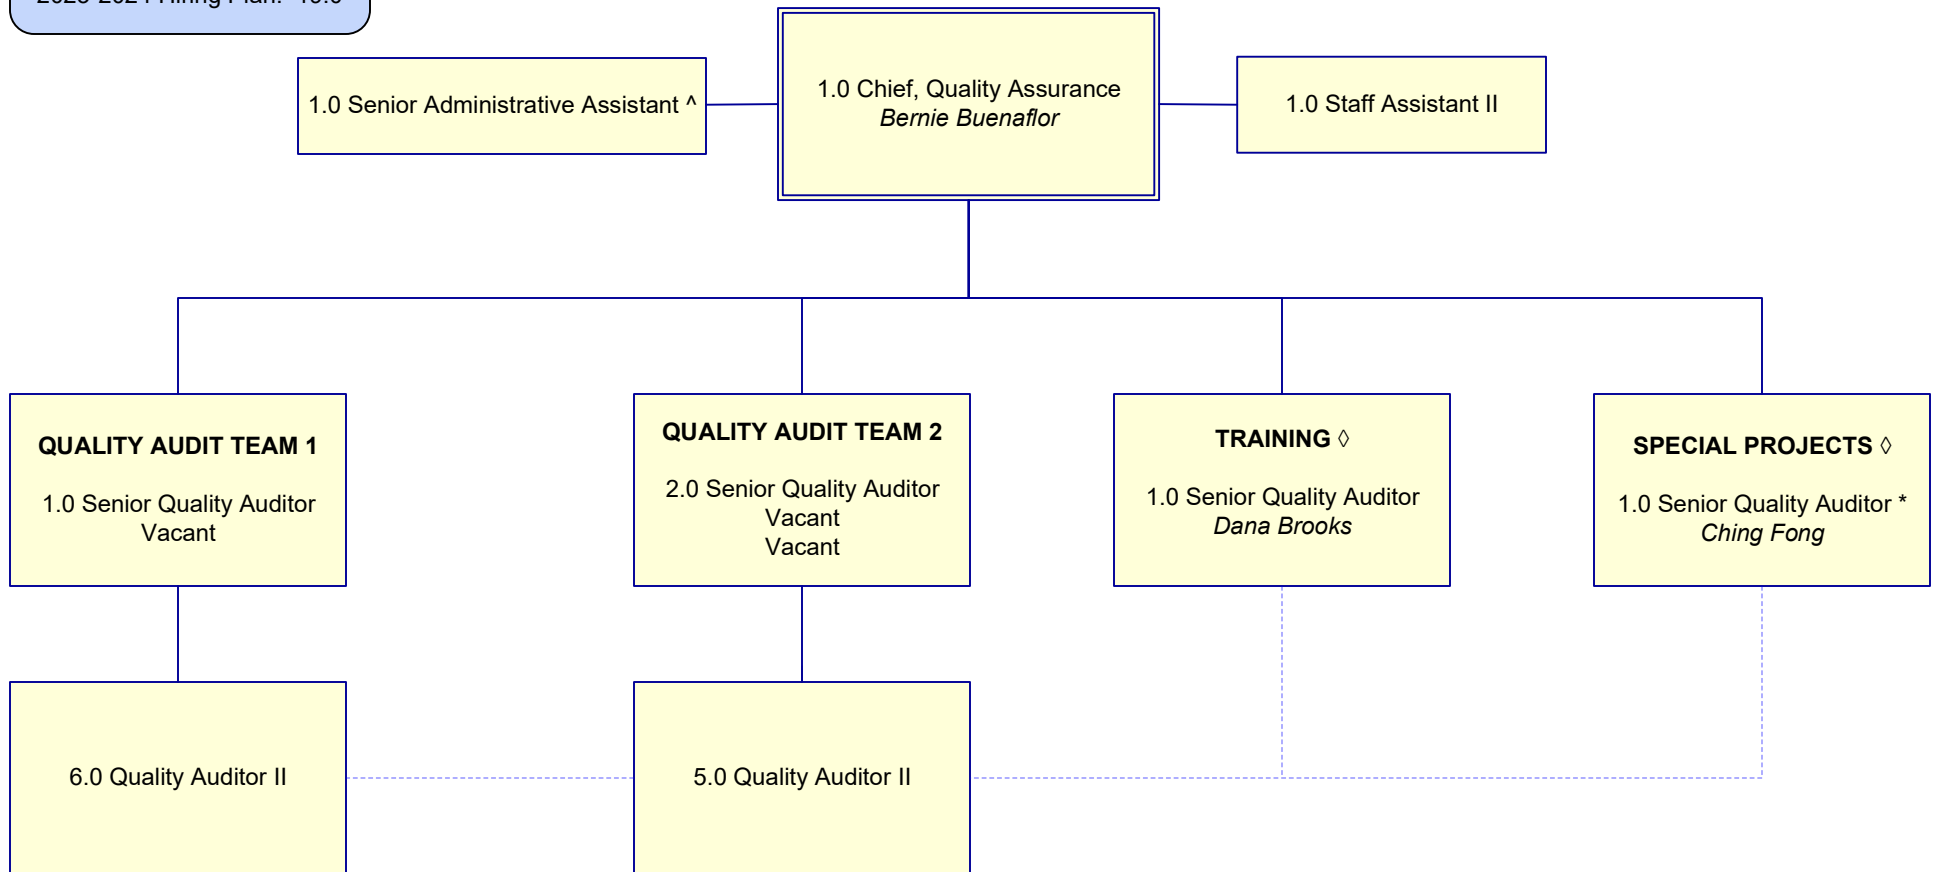 1.0 Senior Administrative Assistant ^
1.0 Chief, Quality Assurance
Bernie Buenaflor
1.0 Staff Assistant II
QUALITY AUDIT TEAM 1
1.0 Senior Quality Auditor
Vacant
QUALITY AUDIT TEAM 2
2.0 Senior Quality Auditor
Vacant
Vacant
TRAINING ◊
1.0 Senior Quality Auditor
Dana Brooks
SPECIAL PROJECTS ◊
1.0 Senior Quality Auditor *
Ching Fong
6.0 Quality Auditor II
5.0 Quality Auditor II